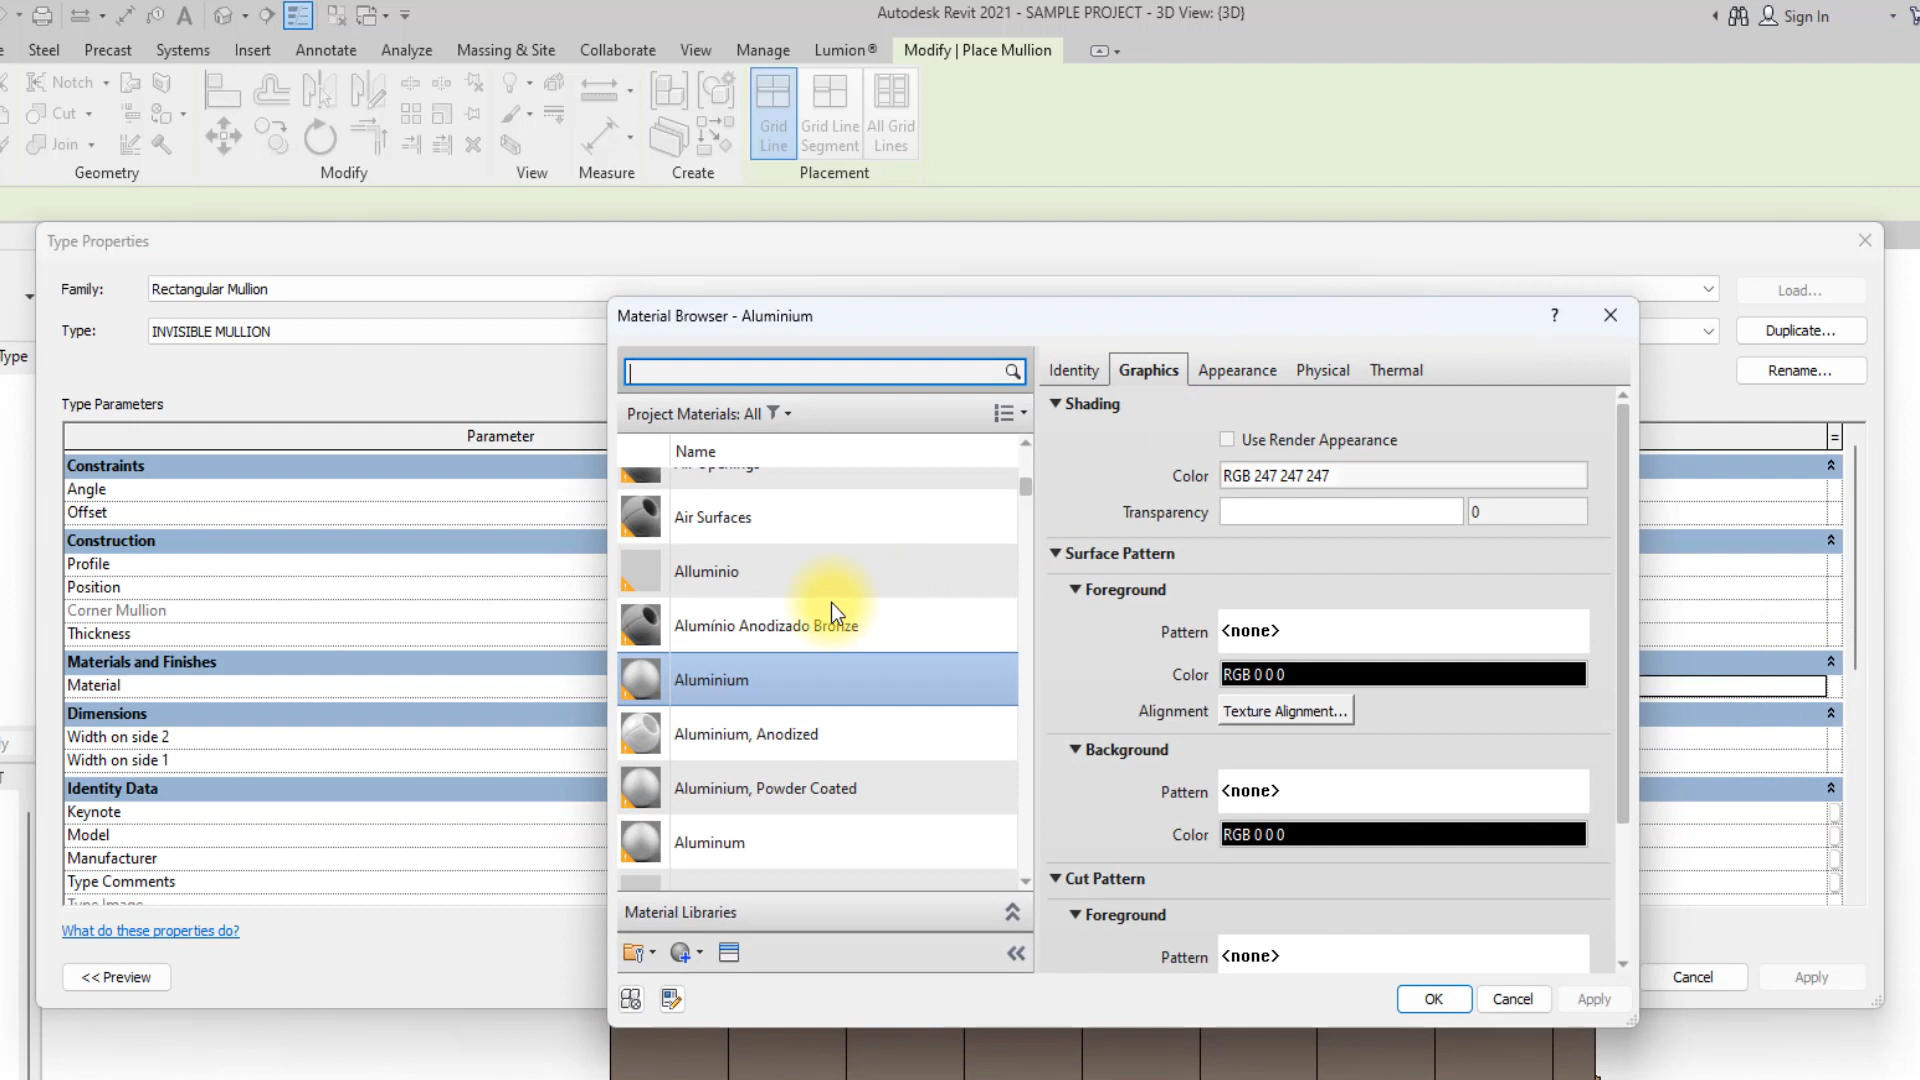 Autodesk Revit 2021 - SAMPLE PROJECT - 3D View: {3D}
Sign In
Steel Precast Systems Insert Annotate Analyze Massing & Site Collaborate View Manage Lumion® Modify | Place Mullion
Notch
Cut
Join
Grid Line
Grid Line Segment
All Grid Lines
Geometry Modify View Measure Create Placement
Type Properties
Family: Rectangular Mullion Load...
Type: INVISIBLE MULLION Duplicate...
Rename...
Type
Type Parameters
Parameter =
Constraints
Angle
Offset
Construction
Profile
Position
Corner Mullion
Thickness
Materials and Finishes
Material
Dimensions
Width on side 2
Width on side 1
Identity Data
Keynote
Model
Manufacturer
Type Comments
Type Image
What do these properties do?
<< Preview
Cancel Apply
Material Browser - Aluminium ?
Project Materials: All
Name
Air Openings
Air Surfaces
Alluminio
Alumínio Anodizado Bronze
Aluminium
Aluminium, Anodized
Aluminium, Powder Coated
Aluminum
Material Libraries
Identity Graphics Appearance Physical Thermal
Shading
Use Render Appearance
Color RGB 247 247 247
Transparency 0
Surface Pattern
Foreground
Pattern <none>
Color RGB 0 0 0
Alignment Texture Alignment...
Background
Pattern <none>
Color RGB 0 0 0
Cut Pattern
Foreground
Pattern <none>
OK Cancel Apply